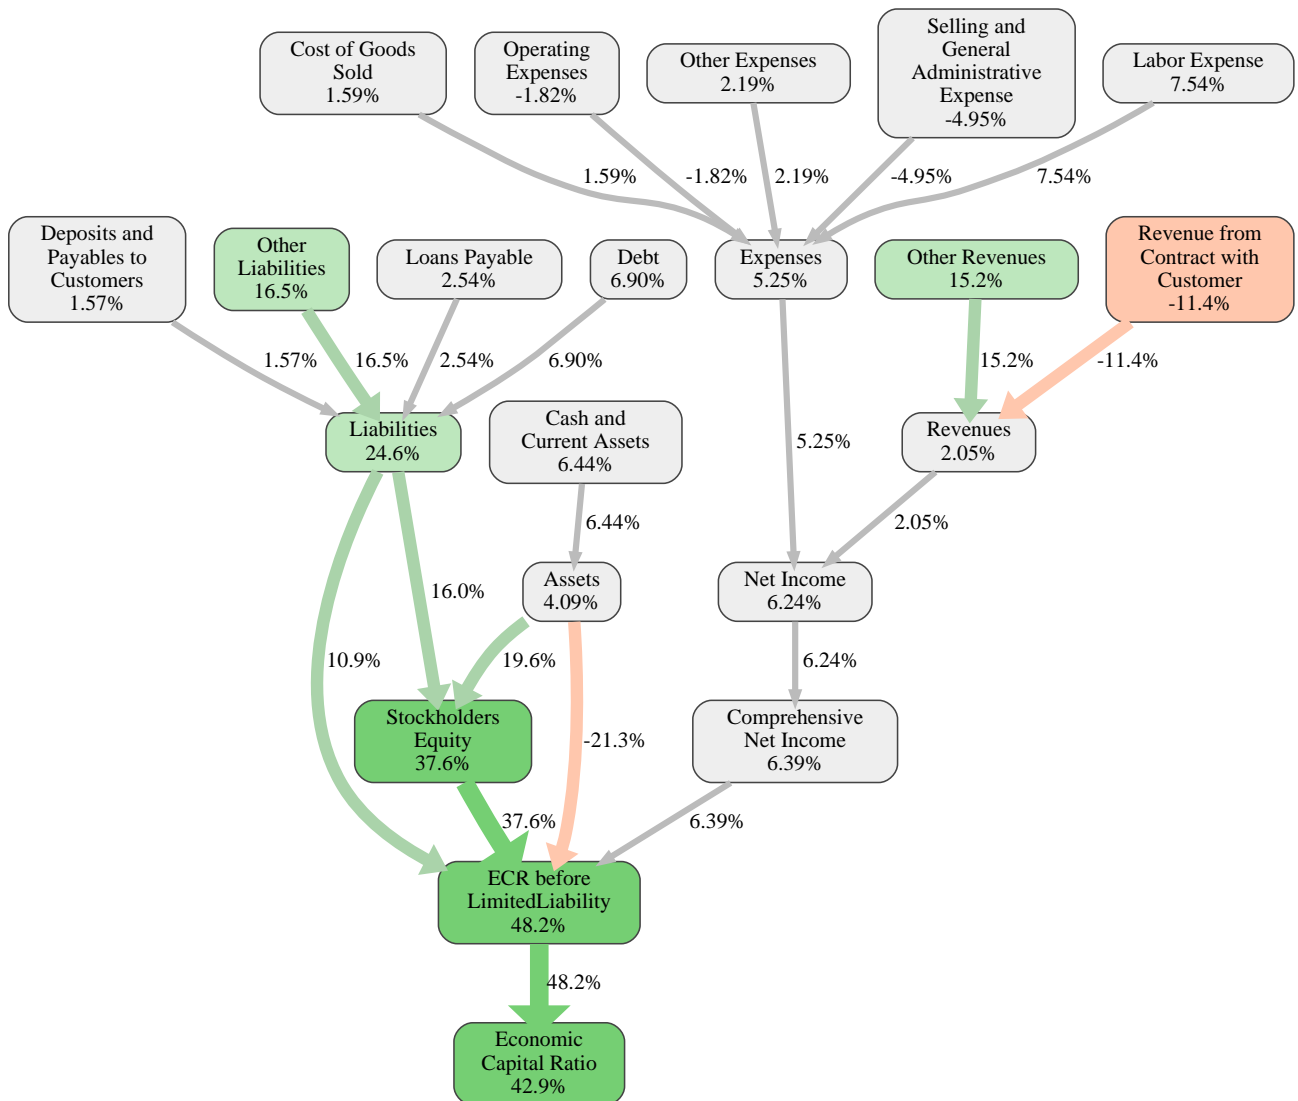 Cost of Goods
Sold
1.59%
Operating
Expenses
-1.82%
Other Expenses
2.19%
Selling and
General
Administrative
Expense
-4.95%
Labor Expense
7.54%
1.59%
-1.82%
2.19%
-4.95%
7.54%
Deposits and
Payables to
Customers
1.57%
Other
Liabilities
16.5%
Loans Payable
2.54%
Debt
6.90%
Expenses
5.25%
Other Revenues
15.2%
Revenue from
Contract with
Customer
-11.4%
1.57%
16.5%
2.54%
6.90%
15.2%
-11.4%
Liabilities
24.6%
Cash and
Current Assets
6.44%
5.25%
Revenues
2.05%
6.44%
2.05%
Assets
4.09%
Net Income
6.24%
16.0%
10.9%
19.6%
6.24%
Stockholders
Equity
37.6%
-21.3%
Comprehensive
Net Income
6.39%
37.6%
6.39%
ECR before
LimitedLiability
48.2%
48.2%
Economic
Capital Ratio
42.9%